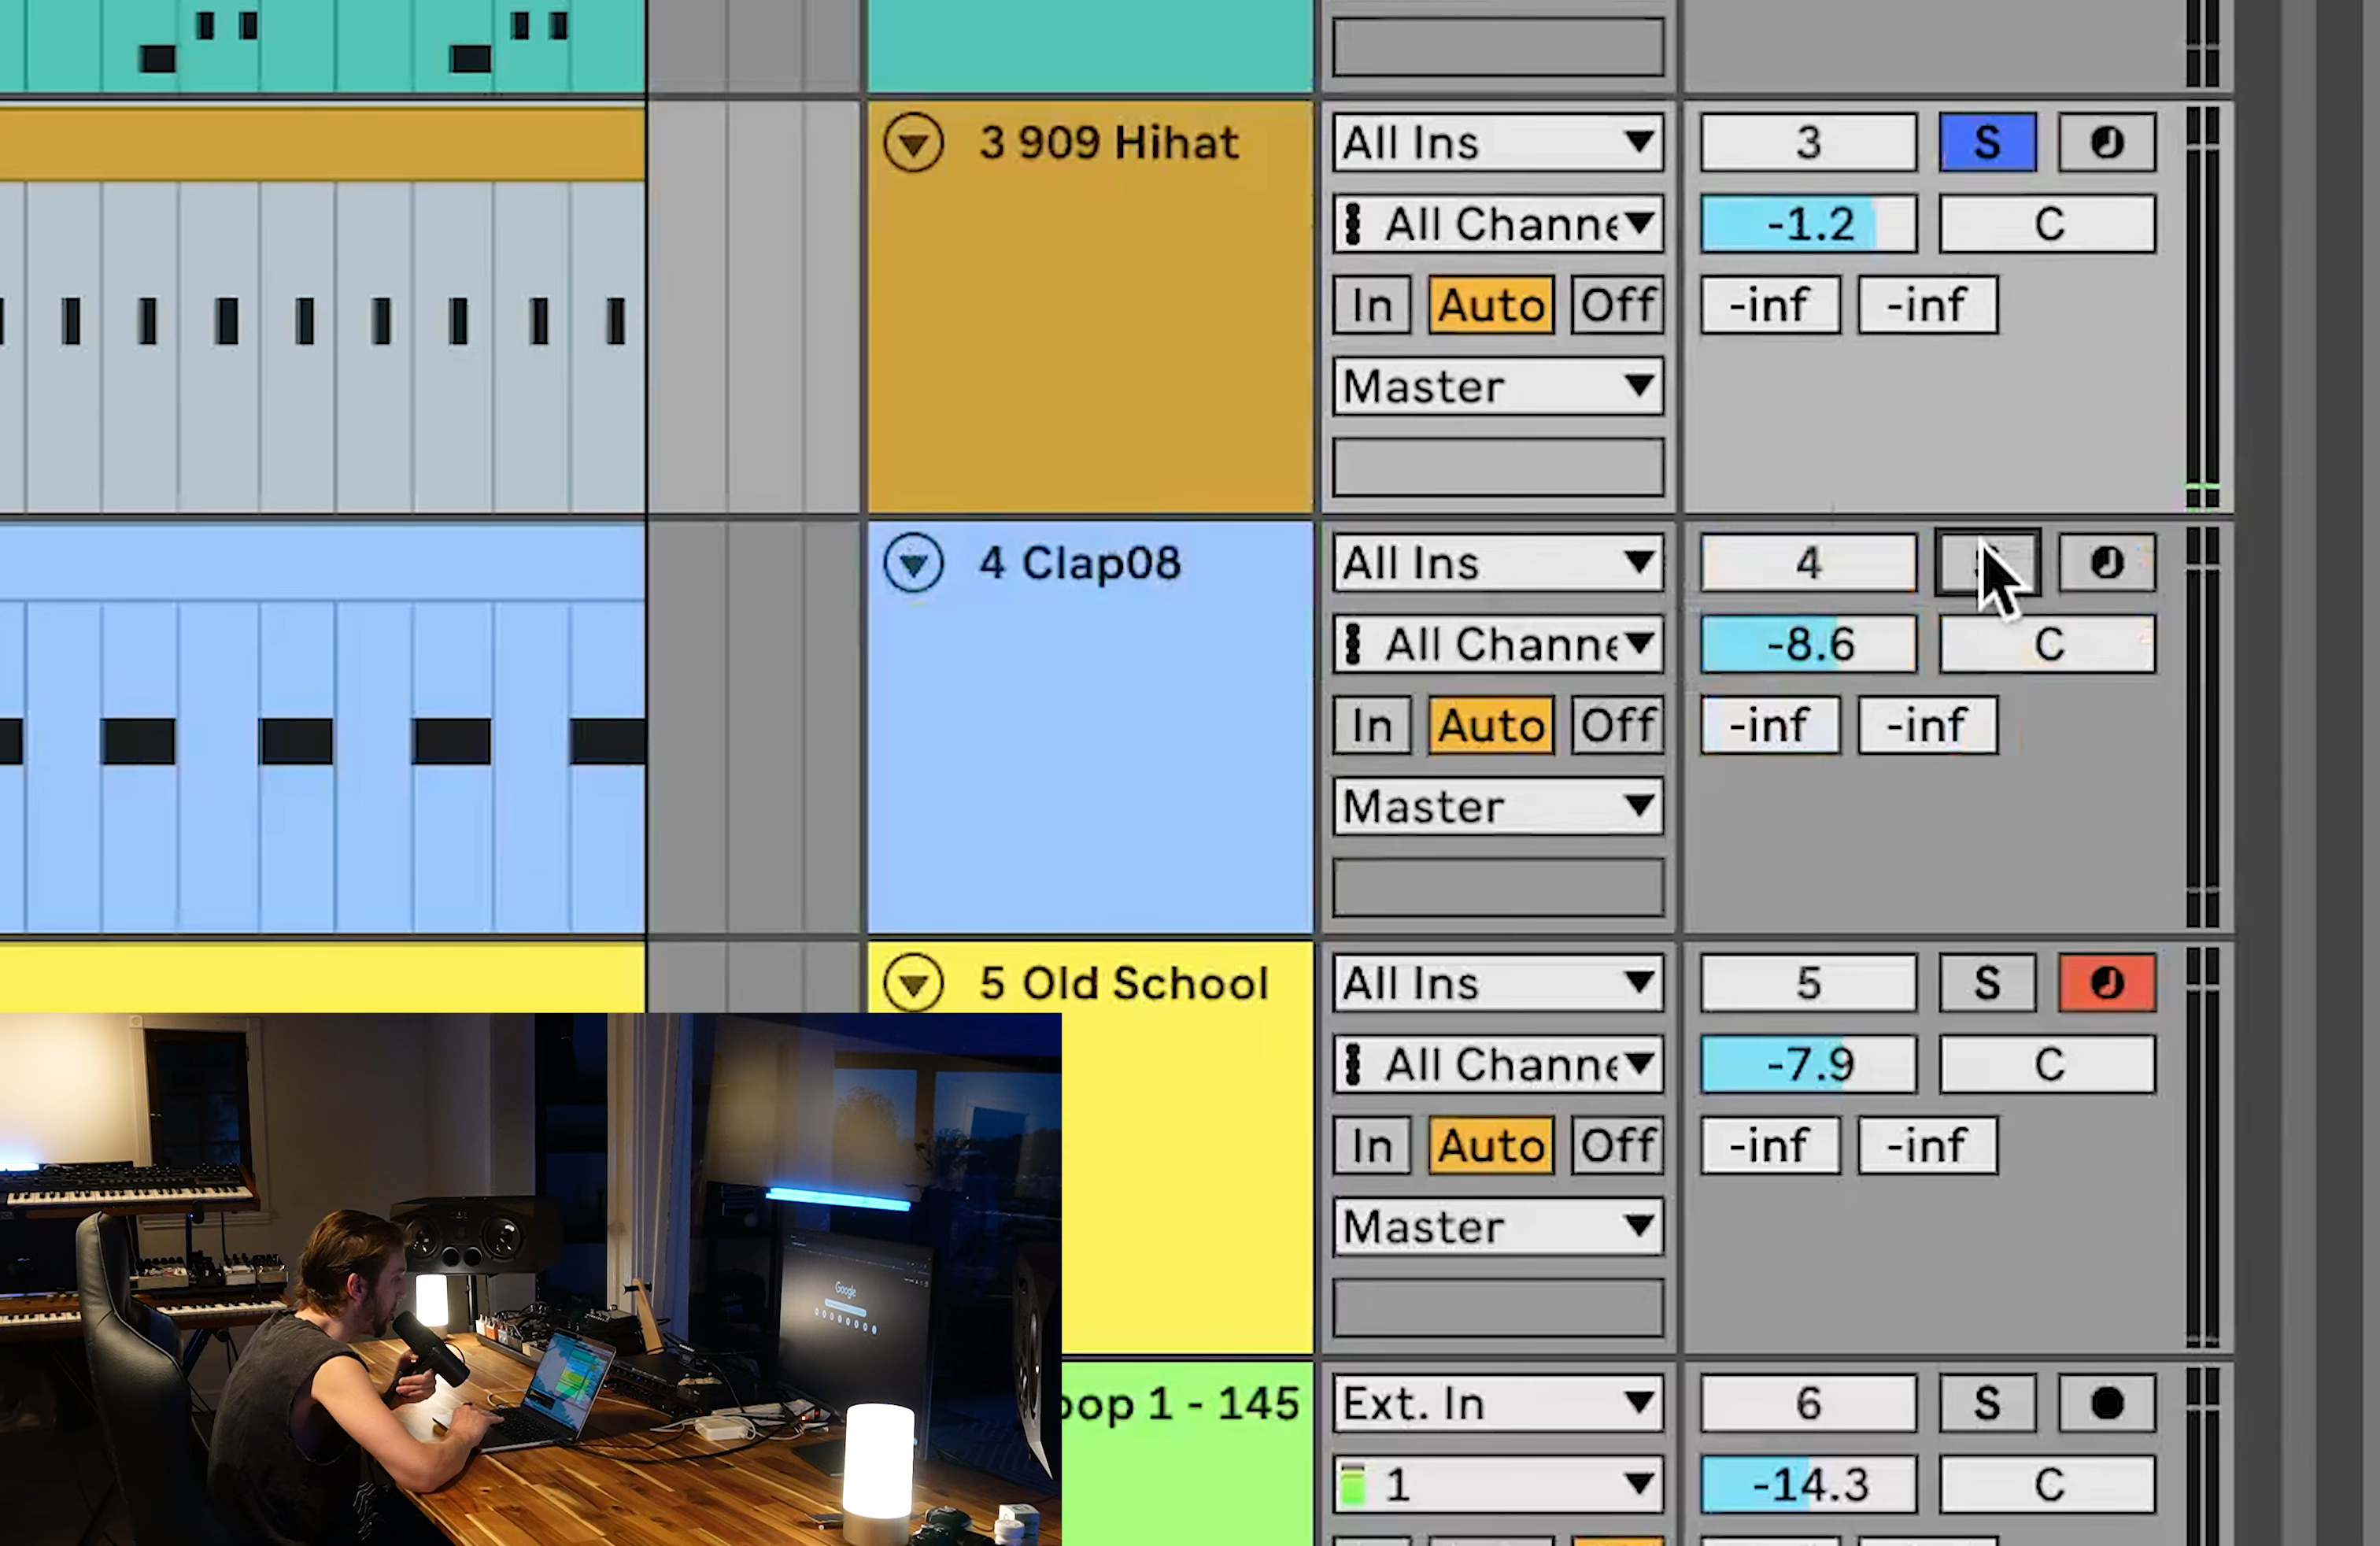 3 909 Hihat
All Ins
3
S
All Channe
-1.2
C
In
Auto
Off
-inf
-inf
Master
4 Clap08
All Ins
4
All Channe
-8.6
C
In
Auto
Off
-inf
-inf
Master
5 Old School
All Ins
5
S
All Channe
-7.9
C
In
Auto
Off
-inf
-inf
Master
oop 1 - 145
Ext. In
6
S
1
-14.3
C
Google